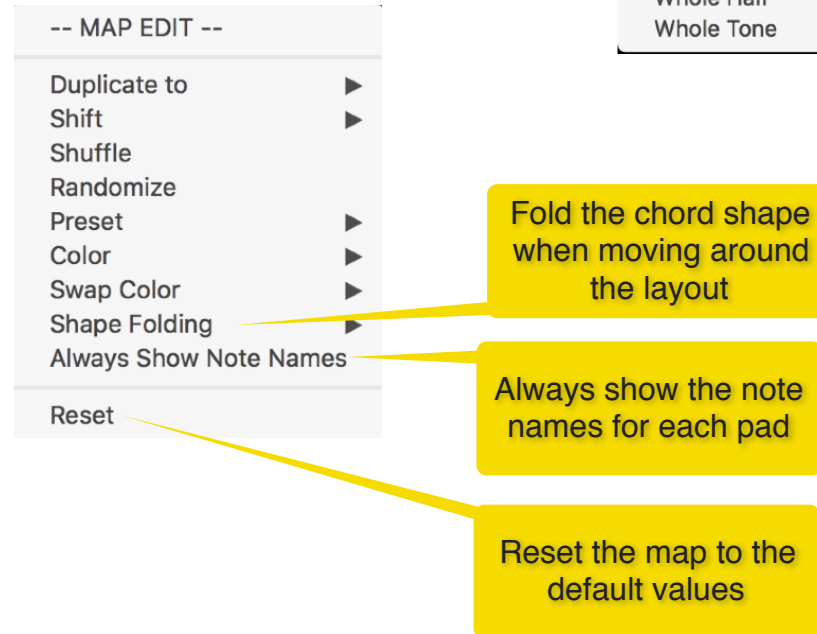 -- MAP EDIT --
Duplicate to
Shift
Shuffle
Randomize
Preset
Color
Swap Color
Shape Folding
Always Show Note Names
Reset
Whole Half
Whole Tone
Fold the chord shape
when moving around
the layout
Always show the note
names for each pad
Reset the map to the
default values